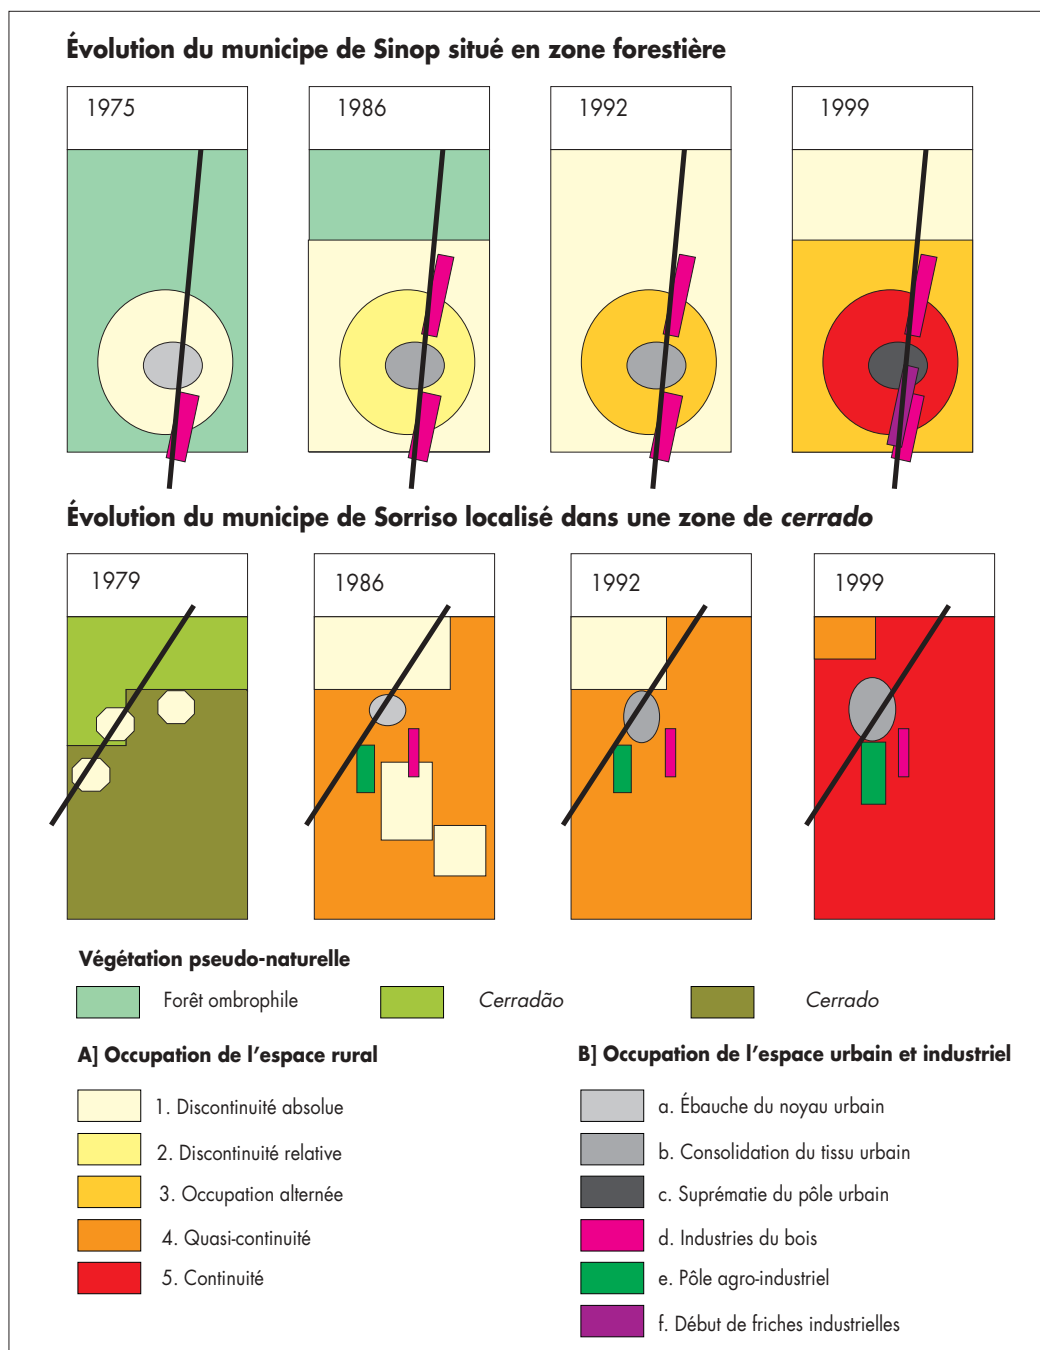 Évolution du municipe de Sinop situé en zone forestière
1975
1986
1992
1999
Évolution du municipe de Sorriso localisé dans une zone de cerrado
1979
1986
1992
1999
Végétation pseudo-naturelle
Forêt ombrophile
Cerradão
Cerrado
A] Occupation de l'espace rural
1. Discontinuité absolue
2. Discontinuité relative
3. Occupation alternée
4. Quasi-continuité
5. Continuité
B] Occupation de l'espace urbain et industriel
a. Ébauche du noyau urbain
b. Consolidation du tissu urbain
c. Suprématie du pôle urbain
d. Industries du bois
e. Pôle agro-industriel
f. Début de friches industrielles